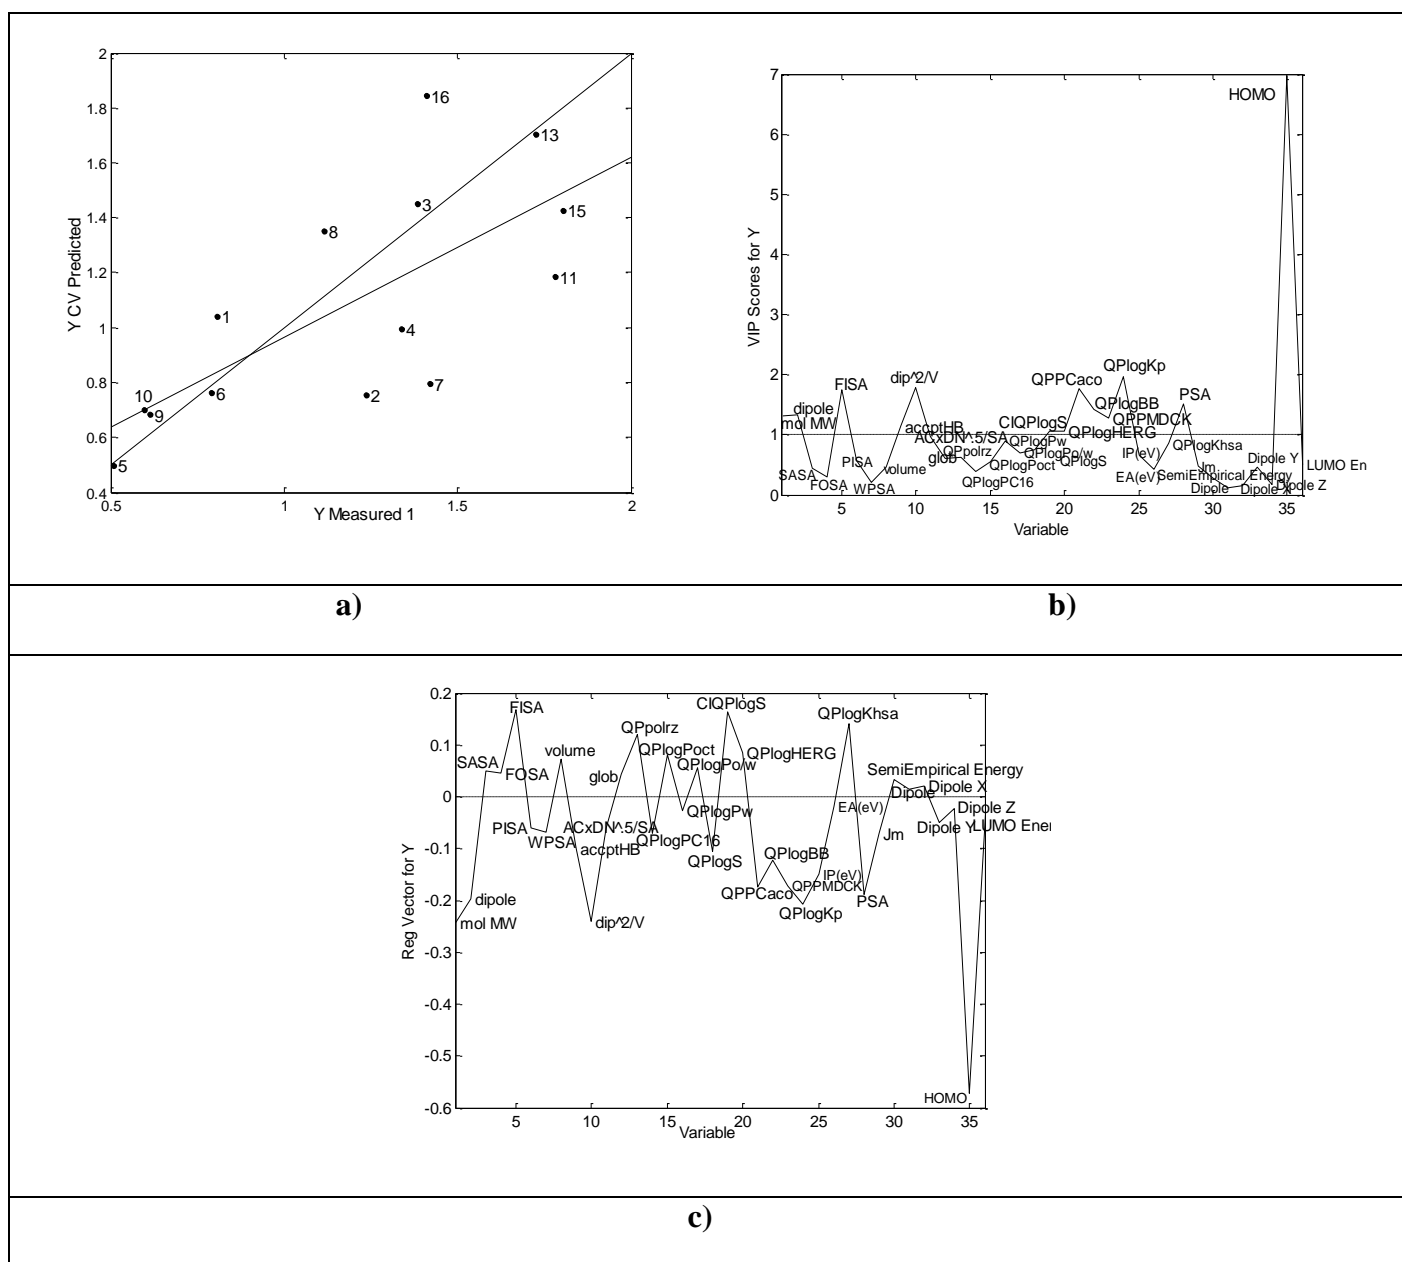 2
1.8
1.6
1.4
1.2
1
0.8
0.6
0.4
Y CV Predicted
16
13
3
15
8
11
1
4
7
10
6
2
9
5
0.5
1
1.5
2
Y Measured 1
7
6
5
4
3
2
1
0
VIP Scores for Y
HOMO
QPlogKp
dip^2/V
QPPCaco
FISA
PSA
QPlogBB
dipole
mol MW
CIQPlogS
QPPMDCK
accptHB
QPlogHERG
ACxDN^.5/SA
QPlogPw
QPlogKhsa
QPpolrz
QPlogPo/w
IP(eV)
glob
Dipole Y
PISA
QPlogPoct
QPlogS
Jm
LUMO En
volume
SASA
EA(eV)
SemiEmpirical Energy
FOSA
WPSA
QPlogPC16
Dipole
Dipole X
Dipole Z
5
10
15
20
25
30
35
Variable
a)
b)
0.2
0.1
0
-0.1
-0.2
-0.3
-0.4
-0.5
-0.6
Reg Vector for Y
FISA
CIQPlogS
QPlogKhsa
QPpolrz
volume
QPlogPoct
QPlogHERG
SASA
QPlogPo/w
FOSA
glob
SemiEmpirical Energy
Dipole
Dipole X
EA(eV)
Dipole Z
QPlogPw
PISA
ACxDN^.5/SA
Dipole Y
LUMO Ener
WPSA
QPlogPC16
Jm
accptHB
QPlogS
QPlogBB
IP(eV)
QPPMDCK
QPPCaco
PSA
dipole
QPlogKp
mol MW
dip^2/V
HOMO
5
10
15
20
25
30
35
Variable
c)